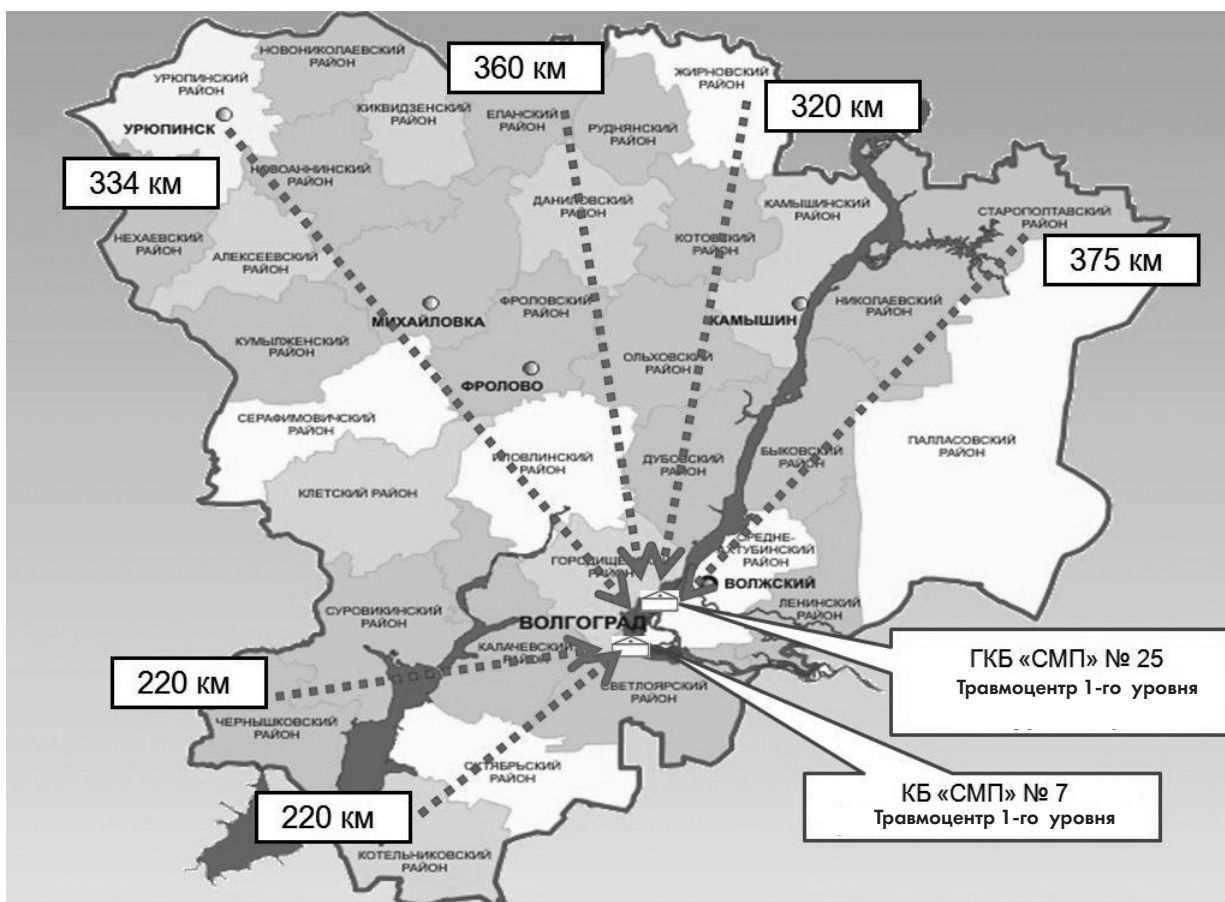 НОВОНИКОЛАЕВСКИЙ
РАЙОН
УРЮПИНСКИЙ
РАЙОН
УРЮПИНСК
КИКВИДЗЕНСКИЙ
РАЙОН
360 км
ЕЛАНСКИЙ
РАЙОН
РУДНЯНСКИЙ
РАЙОН
ЖИРНОВСКИЙ
РАЙОН
320 км
334 км
НОВОАННИНСКИЙ
РАЙОН
ДАНИЛОВСКИЙ
РАЙОН
КАМЫШИНСКИЙ
РАЙОН
СТАРОПОЛТАВСКИЙ
РАЙОН
375 км
НЕХАЕВСКИЙ
РАЙОН
АЛЕКСЕЕВСКИЙ
РАЙОН
КОТОВСКИЙ
РАЙОН
НИКОЛАЕВСКИЙ
РАЙОН
МИХАЙЛОВКА
ФРОЛОВСКИЙ
РАЙОН
КАМЫШИН
КУМЫЛЖЕНСКИЙ
РАЙОН
ФРОЛОВО
ОЛЬХОВСКИЙ
РАЙОН
СЕРАФИМОВИЧСКИЙ
РАЙОН
ПАЛЛАСОВСКИЙ
РАЙОН
ИЛОВЛИНСКИЙ
РАЙОН
ДУБОВСКИЙ
РАЙОН
БЫКОВСКИЙ
РАЙОН
КЛЕТСКИЙ РАЙОН
СРЕДНЕ-
АХТУБИНСКИЙ
РАЙОН
ГОРОДИЩЕНСКИЙ
РАЙОН
ВОЛЖСКИЙ
ЛЕНИНСКИЙ
РАЙОН
СУРОВИКИНСКИЙ
РАЙОН
ВОЛГОГРАД
КАЛАЧЕВСКИЙ
РАЙОН
ГКБ «СМП» № 25
Травмоцентр 1-го уровня
220 км
СВЕТЛОЯРСКИЙ
РАЙОН
ЧЕРНЫШКОВСКИЙ
РАЙОН
ОКТЯБРЬСКИЙ
РАЙОН
КБ «СМП» № 7
Травмоцентр 1-го уровня
220 км
КОТЕЛЬНИКОВСКИЙ
РАЙОН